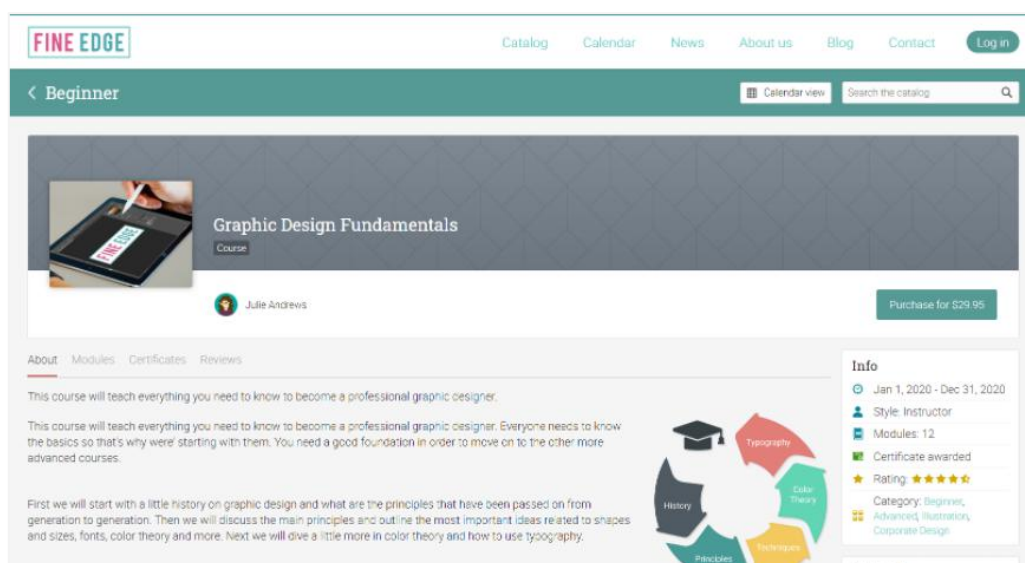 FINE EDGE
Catalog Calendar News About us Blog Contact Log in
< Beginner
Calendar view
Search the catalog
FINE EDGE
Graphic Design Fundamentals
Course
Julie Andrews
Purchase for $29.95
About Modules Certificates Reviews
This course will teach everything you need to know to become a professional graphic designer.
This course will teach everything you need to know to become a professional graphic designer. Everyone needs to know
the basics so that's why were' starting with them. You need a good foundation in order to move on to the other more
advanced courses.
First we will start with a little history on graphic design and what are the principles that have been passed on from
generation to generation. Then we will discuss the main principles and outline the most important ideas related to shapes
and sizes, fonts, color theory and more. Next we will dive a little more in color theory and how to use typography.
Typography
Color
Theory
Techniques
Principles
History
Info
Jan 1, 2020 - Dec 31, 2020
Style: Instructor
Modules: 12
Certificate awarded
Rating:
Category: Beginner,
Advanced, Illustration,
Corporate Design